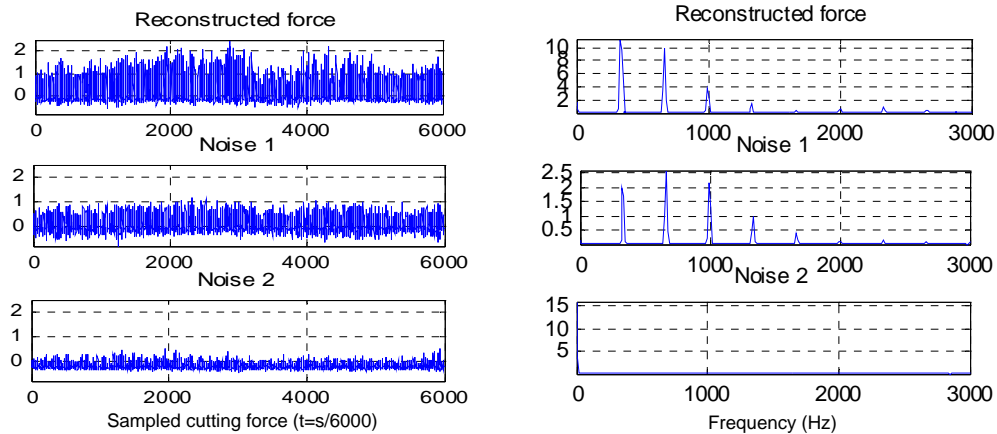 Reconstructed force
2
1
0
0 2000 4000 6000
Noise 1
2
1
0
0 2000 4000 6000
Noise 2
2
1
0
0 2000 4000 6000
Sampled cutting force (t=s/6000)
Reconstructed force
10
8
6
4
2
0 1000 2000 3000
Noise 1
2.5
2
1.5
1
0.5
0 1000 2000 3000
Noise 2
15
10
5
0 1000 2000 3000
Frequency (Hz)